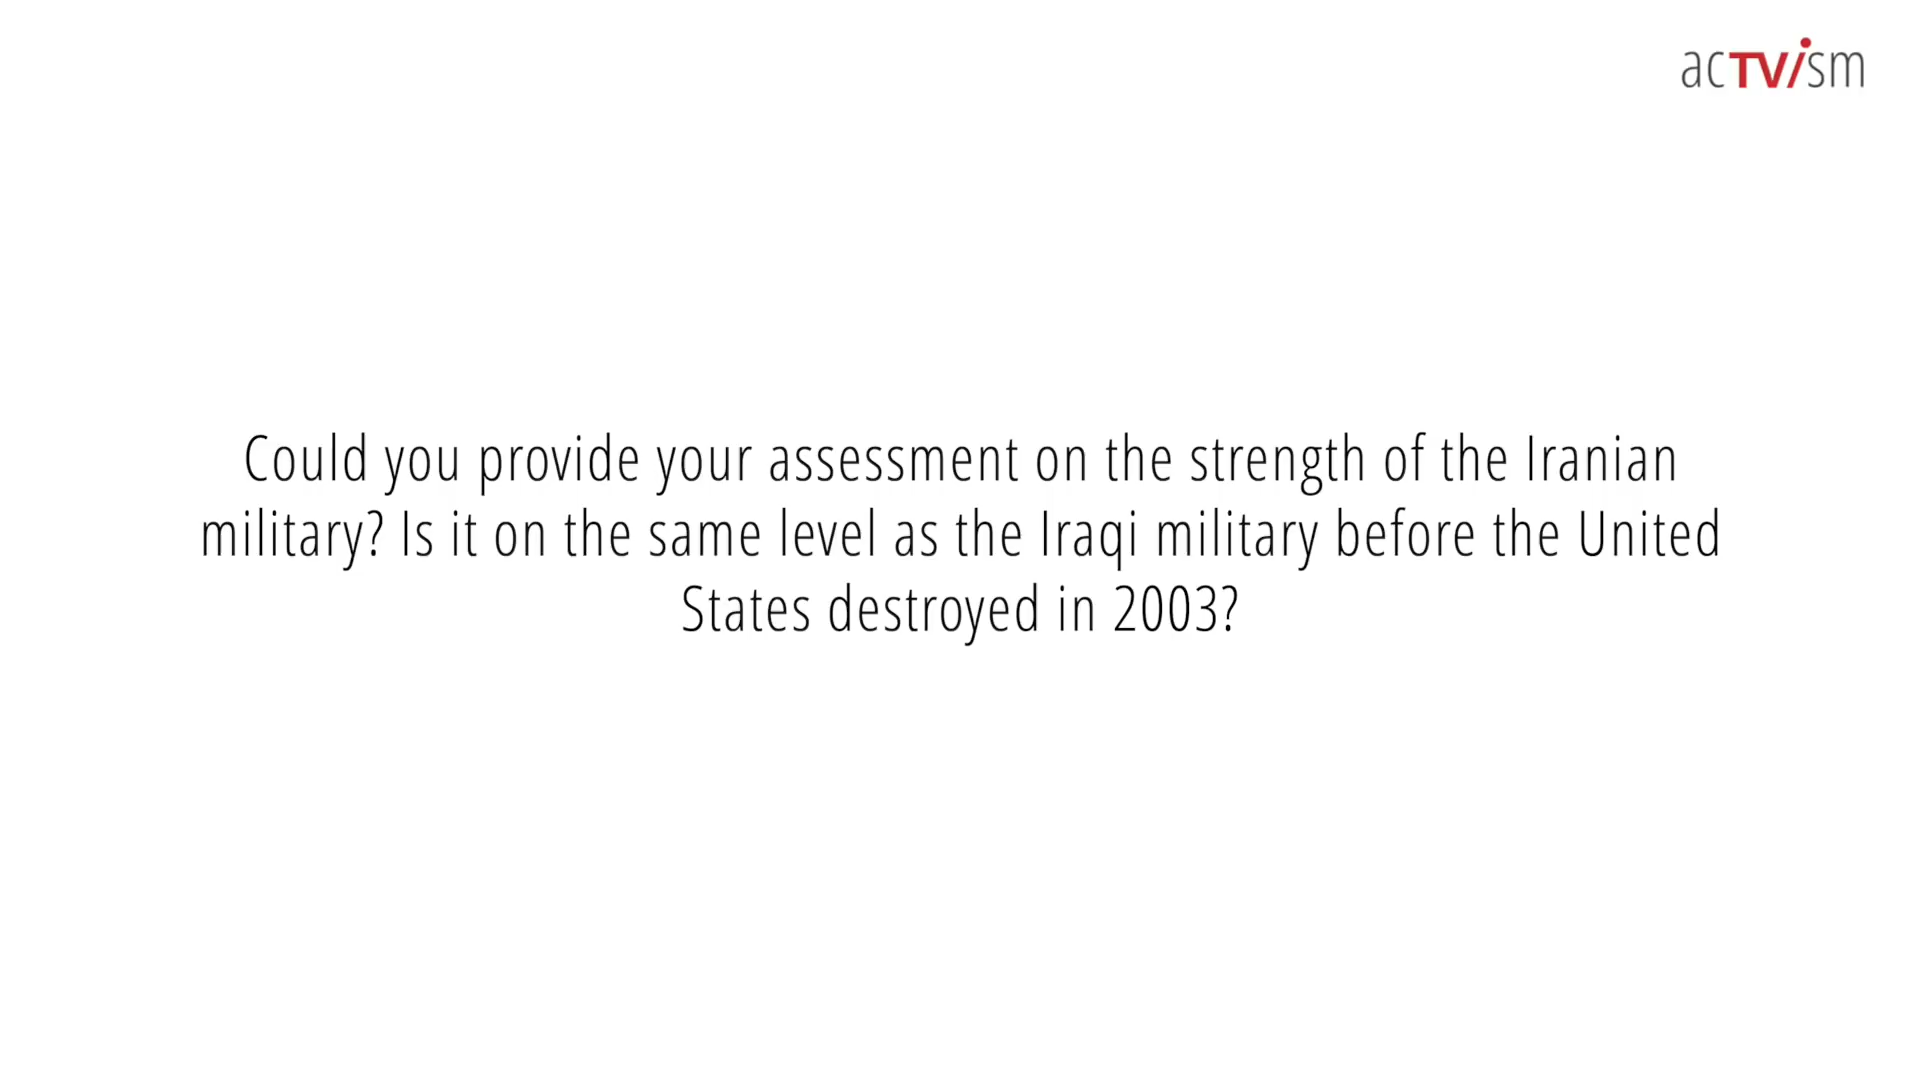 acTVism
Could you provide your assessment on the strength of the Iranian
military? Is it on the same level as the Iraqi military before the United
States destroyed in 2003?